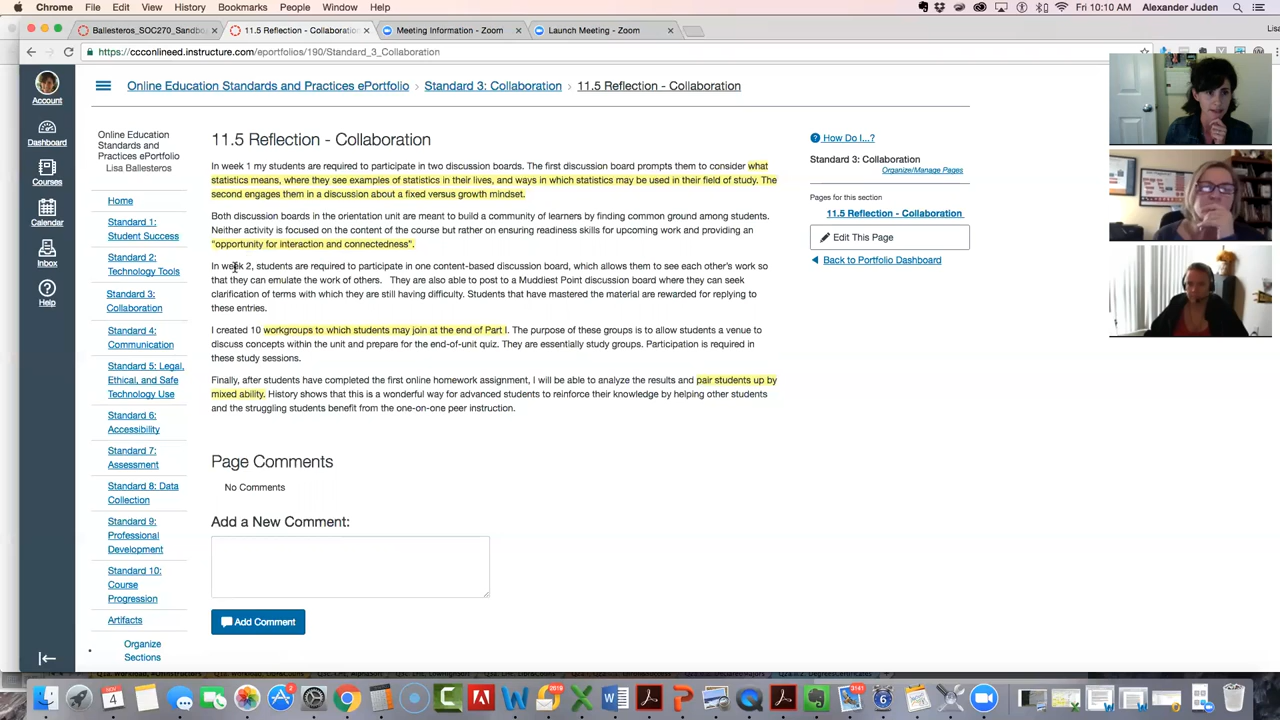 Chrome File Edit View History Bookmarks People Window Help
Fri 10:10 AM Alexander Juden
Ballesteros_SOC270_Sandbo
11.5 Reflection - Collaboratio
Meeting Information - Zoom
Launch Meeting - Zoom
Lisa
https://ccconlineed.instructure.com/eportfolios/190/Standard_3_Collaboration
Account
Dashboard
Courses
Calendar
Inbox
Help
Online Education Standards and Practices ePortfolio › Standard 3: Collaboration › 11.5 Reflection - Collaboration
Online Education
Standards and
Practices ePortfolio
Lisa Ballesteros
Home
Standard 1:
Student Success
Standard 2:
Technology Tools
Standard 3:
Collaboration
Standard 4:
Communication
Standard 5: Legal,
Ethical, and Safe
Technology Use
Standard 6:
Accessibility
Standard 7:
Assessment
Standard 8: Data
Collection
Standard 9:
Professional
Development
Standard 10:
Course
Progression
Artifacts
Organize
Sections
11.5 Reflection - Collaboration
In week 1 my students are required to participate in two discussion boards. The first discussion board prompts them to consider what
statistics means, where they see examples of statistics in their lives, and ways in which statistics may be used in their field of study. The
second engages them in a discussion about a fixed versus growth mindset.
Both discussion boards in the orientation unit are meant to build a community of learners by finding common ground among students.
Neither activity is focused on the content of the course but rather on ensuring readiness skills for upcoming work and providing an
"opportunity for interaction and connectedness".
In week 2, students are required to participate in one content-based discussion board, which allows them to see each other's work so
that they can emulate the work of others. They are also able to post to a Muddiest Point discussion board where they can seek
clarification of terms with which they are still having difficulty. Students that have mastered the material are rewarded for replying to
these entries.
I created 10 workgroups to which students may join at the end of Part I. The purpose of these groups is to allow students a venue to
discuss concepts within the unit and prepare for the end-of-unit quiz. They are essentially study groups. Participation is required in
these study sessions.
Finally, after students have completed the first online homework assignment, I will be able to analyze the results and pair students up by
mixed ability. History shows that this is a wonderful way for advanced students to reinforce their knowledge by helping other students
and the struggling students benefit from the one-on-one peer instruction.
Page Comments
No Comments
Add a New Comment:
Add Comment
How Do I...?
Standard 3: Collaboration
Organize/Manage Pages
Pages for this section
11.5 Reflection - Collaboration
Edit This Page
Back to Portfolio Dashboard